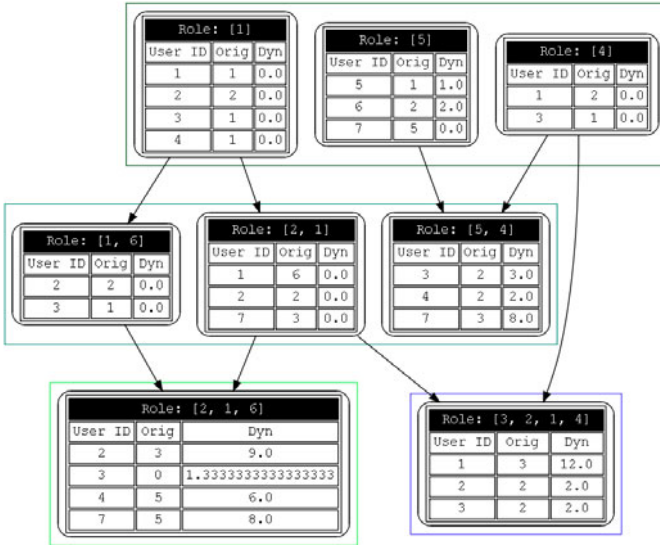 Role: [1]
User ID Orig Dyn
1 1 0.0
2 2 0.0
3 1 0.0
4 1 0.0
Role: [5]
User ID Orig Dyn
5 1 1.0
6 2 2.0
7 5 0.0
Role: [4]
User ID Orig Dyn
1 2 0.0
3 1 0.0
Role: [1, 6]
User ID Orig Dyn
2 2 0.0
3 1 0.0
Role: [2, 1]
User ID Orig Dyn
1 6 0.0
2 2 0.0
7 3 0.0
Role: [5, 4]
User ID Orig Dyn
3 2 3.0
4 2 2.0
7 3 8.0
Role: [2, 1, 6]
User ID Orig Dyn
2 3 9.0
3 0 1.3333333333333333
4 5 6.0
7 5 8.0
Role: [3, 2, 1, 4]
User ID Orig Dyn
1 3 12.0
2 2 2.0
3 2 2.0